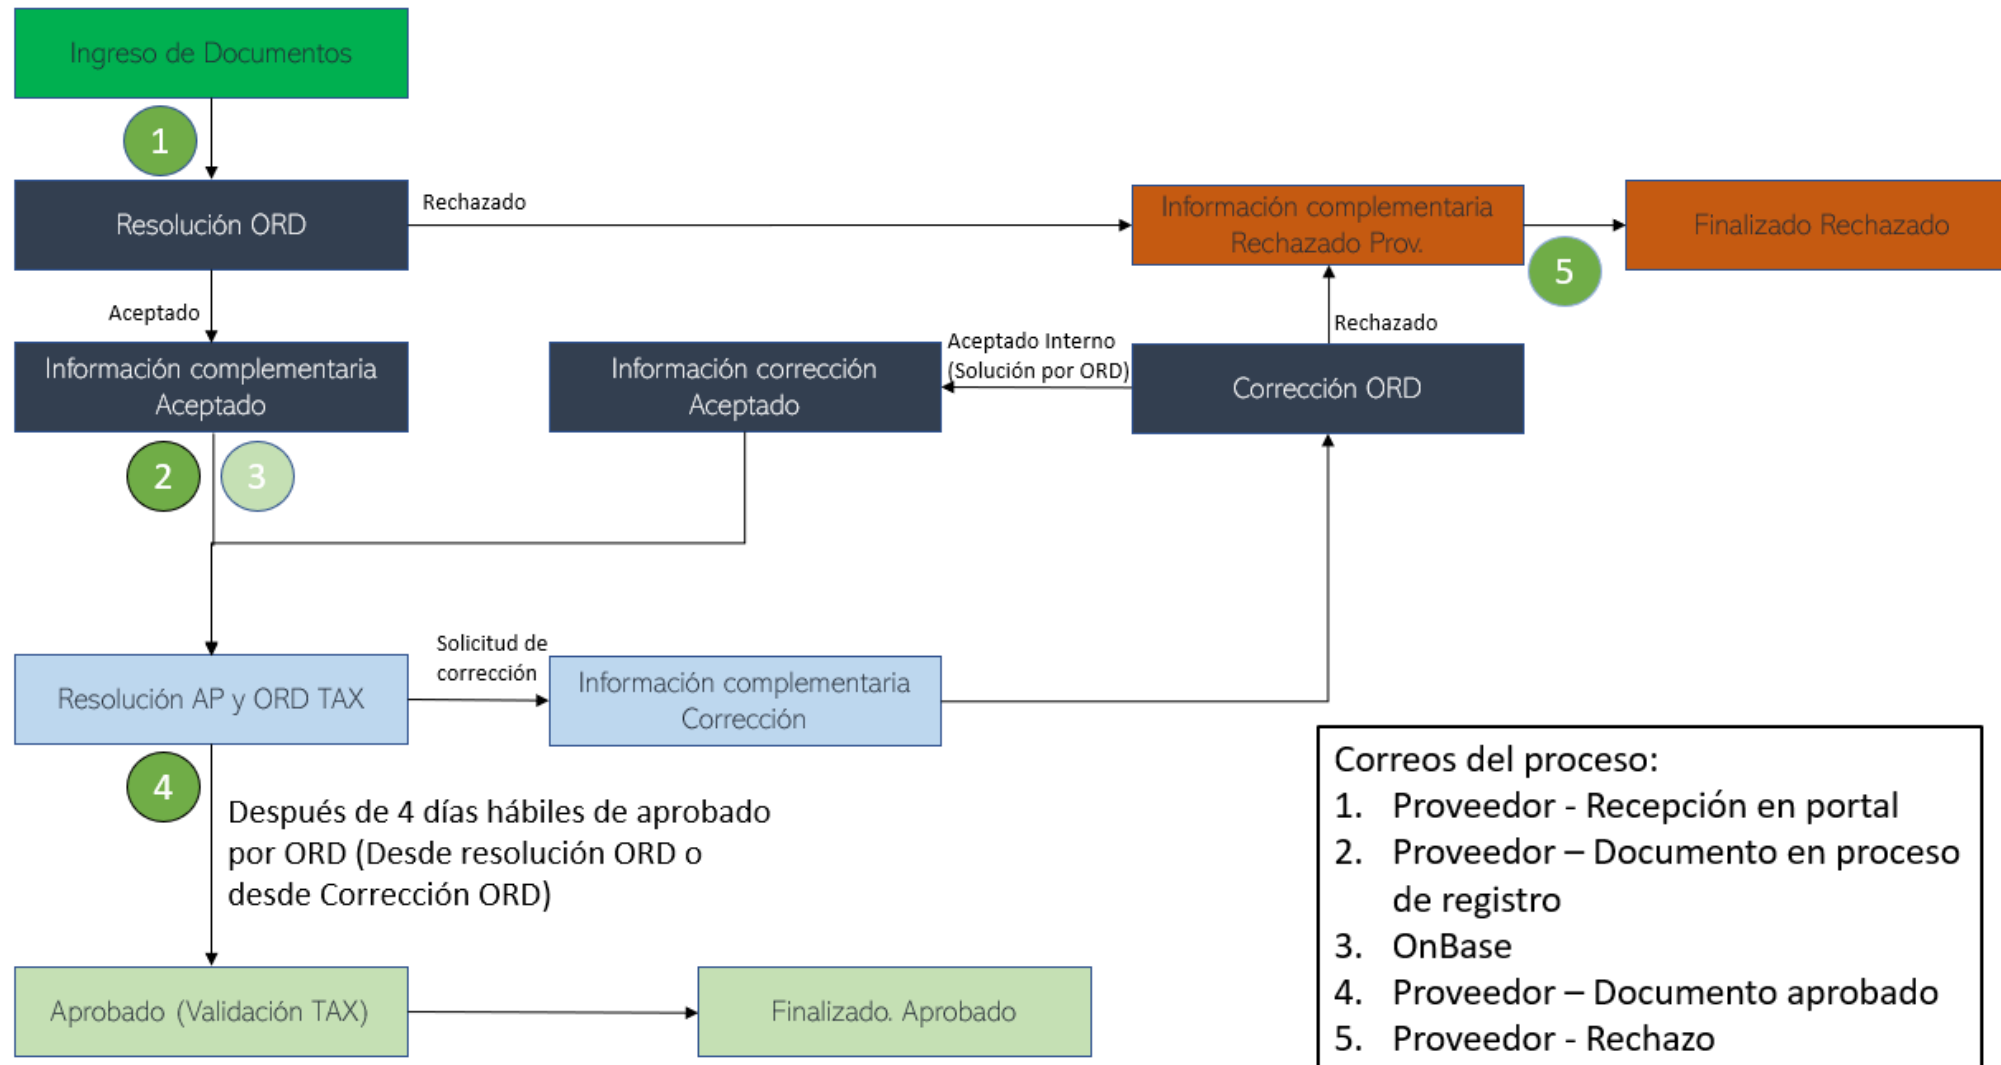 Ingreso de Documentos
1
Resolución ORD
Rechazado
Información complementaria
Rechazado Prov.
Finalizado Rechazado
5
Aceptado
Información complementaria
Aceptado
Información corrección
Aceptado
Aceptado Interno
(Solución por ORD)
Rechazado
Corrección ORD
2
3
Resolución AP y ORD TAX
Solicitud de
corrección
Información complementaria
Corrección
4
Después de 4 días hábiles de aprobado
por ORD (Desde resolución ORD o
desde Corrección ORD)
Aprobado (Validación TAX)
Finalizado. Aprobado
Correos del proceso:
1. Proveedor - Recepción en portal
2. Proveedor – Documento en proceso
de registro
3. OnBase
4. Proveedor – Documento aprobado
5. Proveedor - Rechazo